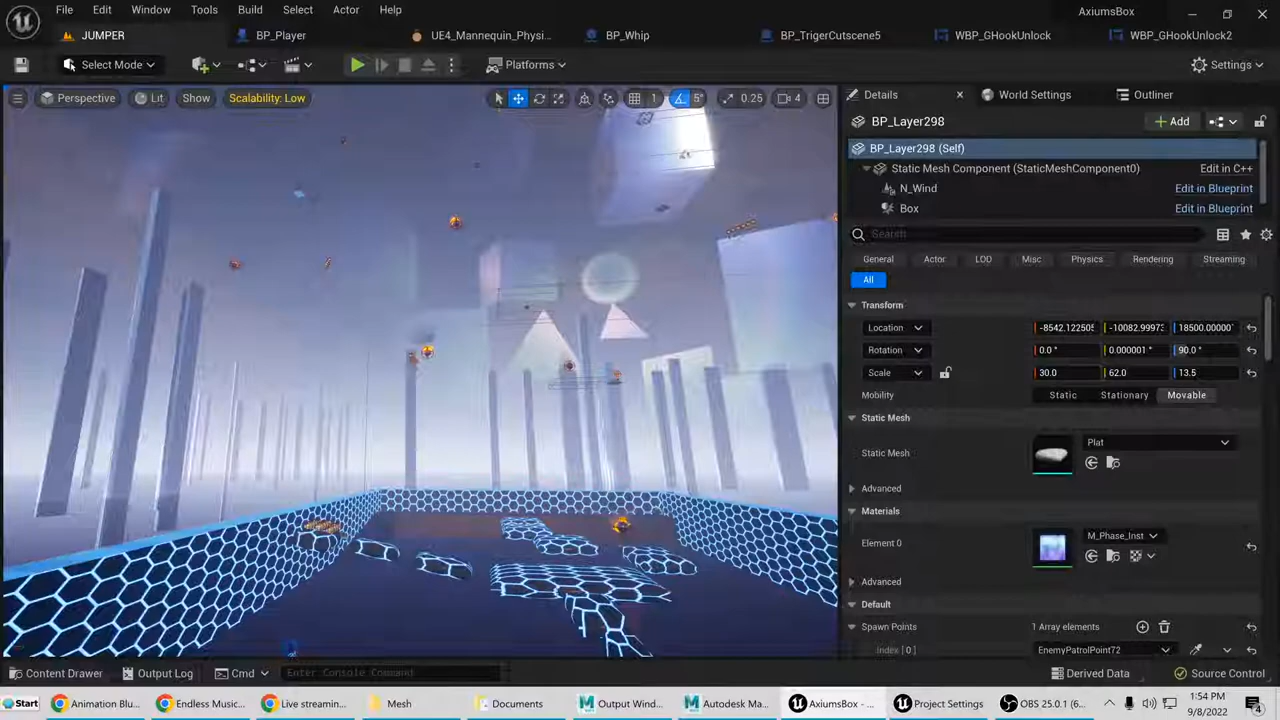 File Edit Window Tools Build Select Actor Help AxiumsBox
JUMPER BP_Player UE4_Mannequin_Physi... BP_Whip BP_TrigerCutscene5 WBP_GHookUnlock WBP_GHookUnlock2
Select Mode Platforms Settings
Perspective Lit Show Scalability: Low 1 5° 0.25 4
Details World Settings Outliner
BP_Layer298 Add
BP_Layer298 (Self)
Static Mesh Component (StaticMeshComponent0) Edit in C++
N_Wind Edit in Blueprint
Box Edit in Blueprint
Search
General Actor LOD Misc Physics Rendering Streaming
All
Transform
Location -8542.12250 -10082.9997 18500.00000
Rotation 0.0 ° 0.000001 ° 90.0 °
Scale 30.0 62.0 13.5
Mobility Static Stationary Movable
Static Mesh
Static Mesh Plat
Advanced
Materials
Element 0 M_Phase_Inst
Advanced
Default
Spawn Points 1 Array elements
Index [ 0 ] EnemyPatrolPoint72
Content Drawer Output Log Cmd Enter Console Command Derived Data Source Control
Start Animation Blu... Endless Music... Live streamin... Mesh Documents Output Wind... Autodesk Ma... AxiumsBox - ... Project Settings OBS 25.0.1 (6... 1:54 PM
9/8/2022 4